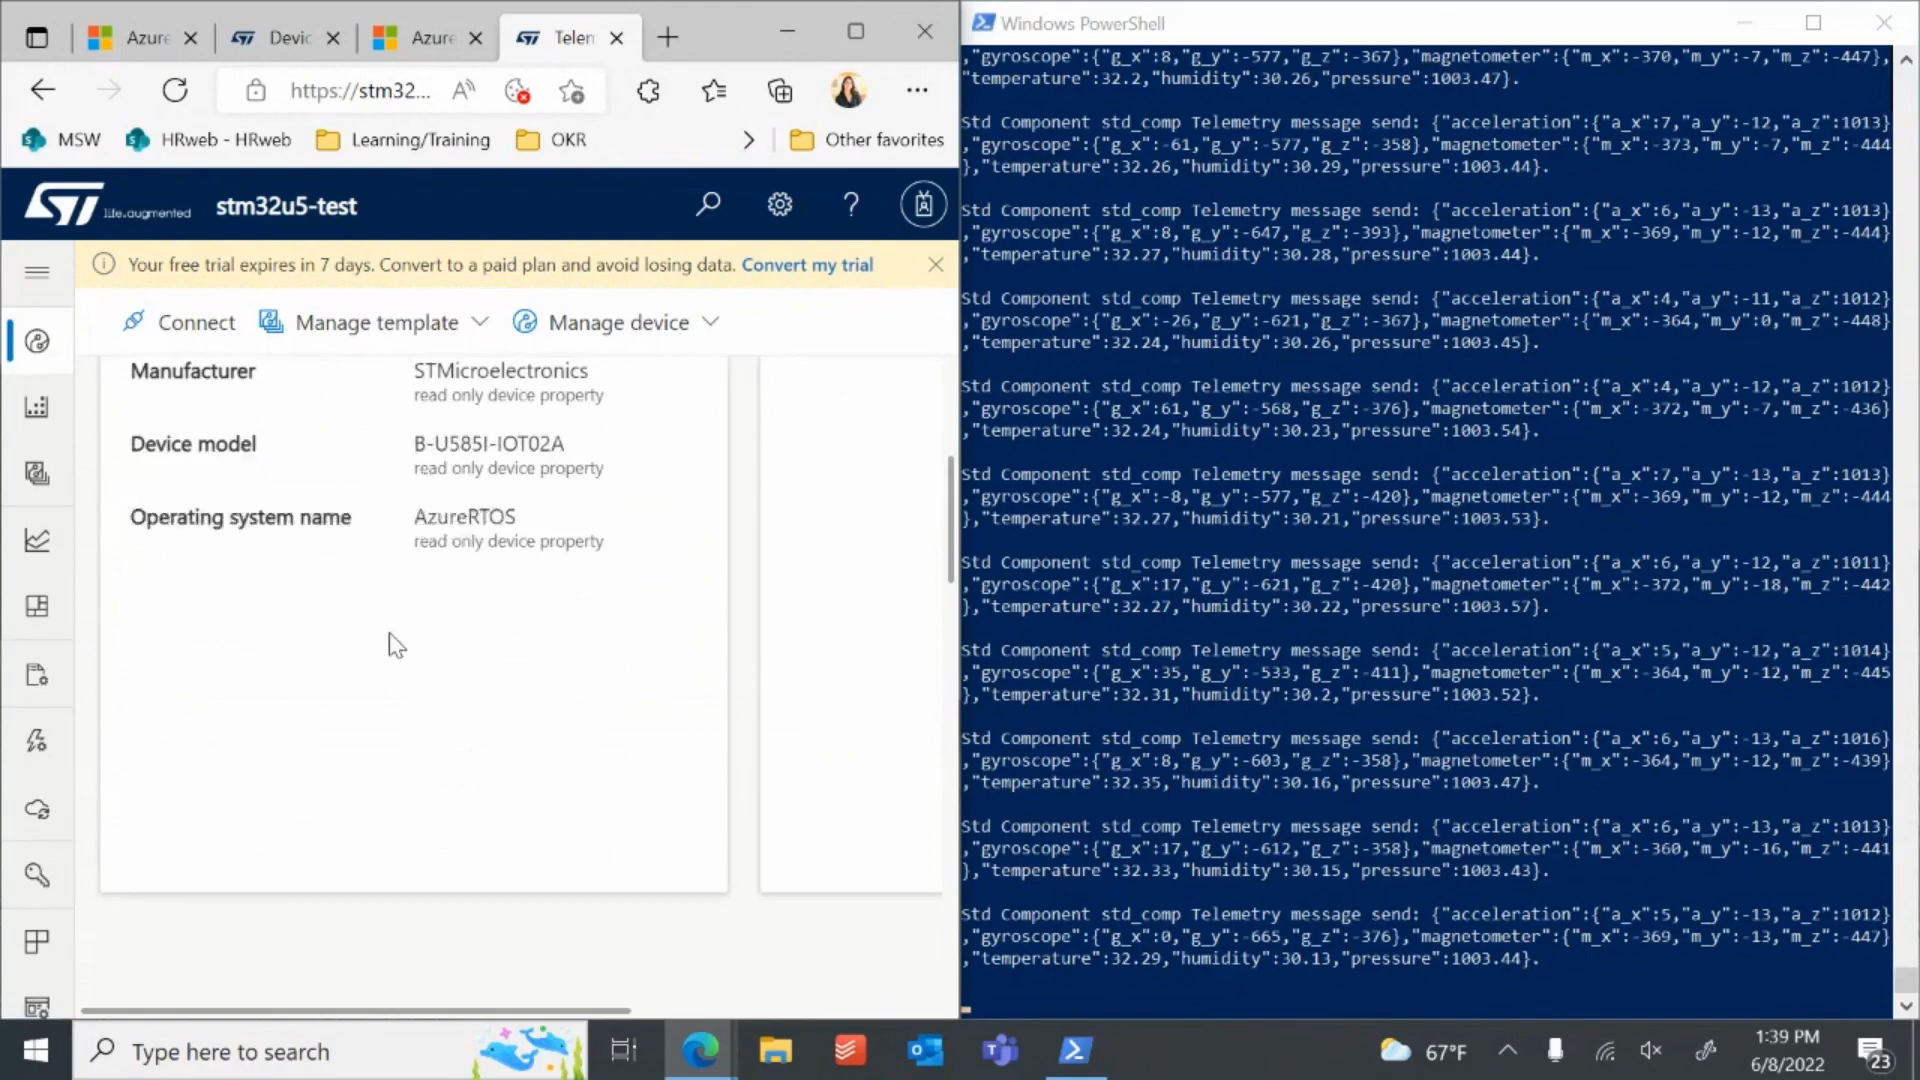 Azure
Devic
Azure
Telen
https://stm32...
MSW
HRweb - HRweb
Learning/Training
OKR
Other favorites
ST
life.augmented
stm32u5-test
Your free trial expires in 7 days. Convert to a paid plan and avoid losing data. Convert my trial
Connect
Manage template
Manage device
Manufacturer
STMicroelectronics
read only device property
Device model
B-U585I-IOT02A
read only device property
Operating system name
AzureRTOS
read only device property
Windows PowerShell
,"gyroscope":{"g_x":8,"g_y":-577,"g_z":-367},"magnetometer":{"m_x":-370,"m_y":-7,"m_z":-447},
"temperature":32.2,"humidity":30.26,"pressure":1003.47}.
Std Component std_comp Telemetry message send: {"acceleration":{"a_x":7,"a_y":-12,"a_z":1013}
,"gyroscope":{"g_x":-61,"g_y":-577,"g_z":-358},"magnetometer":{"m_x":-373,"m_y":-7,"m_z":-444
},"temperature":32.26,"humidity":30.29,"pressure":1003.44}.
Std Component std_comp Telemetry message send: {"acceleration":{"a_x":6,"a_y":-13,"a_z":1013}
,"gyroscope":{"g_x":8,"g_y":-647,"g_z":-393},"magnetometer":{"m_x":-369,"m_y":-12,"m_z":-444}
,"temperature":32.27,"humidity":30.28,"pressure":1003.44}.
Std Component std_comp Telemetry message send: {"acceleration":{"a_x":4,"a_y":-11,"a_z":1012}
,"gyroscope":{"g_x":-26,"g_y":-621,"g_z":-367},"magnetometer":{"m_x":-364,"m_y":0,"m_z":-448}
,"temperature":32.24,"humidity":30.26,"pressure":1003.45}.
Std Component std_comp Telemetry message send: {"acceleration":{"a_x":4,"a_y":-12,"a_z":1012}
,"gyroscope":{"g_x":61,"g_y":-568,"g_z":-376},"magnetometer":{"m_x":-372,"m_y":-7,"m_z":-436}
,"temperature":32.24,"humidity":30.23,"pressure":1003.54}.
Std Component std_comp Telemetry message send: {"acceleration":{"a_x":7,"a_y":-13,"a_z":1013}
,"gyroscope":{"g_x":-8,"g_y":-577,"g_z":-420},"magnetometer":{"m_x":-369,"m_y":-12,"m_z":-444
},"temperature":32.27,"humidity":30.21,"pressure":1003.53}.
Std Component std_comp Telemetry message send: {"acceleration":{"a_x":6,"a_y":-12,"a_z":1011}
,"gyroscope":{"g_x":17,"g_y":-621,"g_z":-420},"magnetometer":{"m_x":-372,"m_y":-18,"m_z":-442
},"temperature":32.27,"humidity":30.22,"pressure":1003.57}.
Std Component std_comp Telemetry message send: {"acceleration":{"a_x":5,"a_y":-12,"a_z":1014}
,"gyroscope":{"g_x":35,"g_y":-533,"g_z":-411},"magnetometer":{"m_x":-364,"m_y":-12,"m_z":-445
},"temperature":32.31,"humidity":30.2,"pressure":1003.52}.
Std Component std_comp Telemetry message send: {"acceleration":{"a_x":6,"a_y":-13,"a_z":1016}
,"gyroscope":{"g_x":8,"g_y":-603,"g_z":-358},"magnetometer":{"m_x":-364,"m_y":-12,"m_z":-439}
,"temperature":32.35,"humidity":30.16,"pressure":1003.47}.
Std Component std_comp Telemetry message send: {"acceleration":{"a_x":6,"a_y":-13,"a_z":1013}
,"gyroscope":{"g_x":17,"g_y":-612,"g_z":-358},"magnetometer":{"m_x":-360,"m_y":-16,"m_z":-441
},"temperature":32.33,"humidity":30.15,"pressure":1003.43}.
Std Component std_comp Telemetry message send: {"acceleration":{"a_x":5,"a_y":-13,"a_z":1012}
,"gyroscope":{"g_x":0,"g_y":-665,"g_z":-376},"magnetometer":{"m_x":-369,"m_y":-13,"m_z":-447}
,"temperature":32.29,"humidity":30.13,"pressure":1003.44}.
Type here to search
67°F
1:39 PM
6/8/2022
23